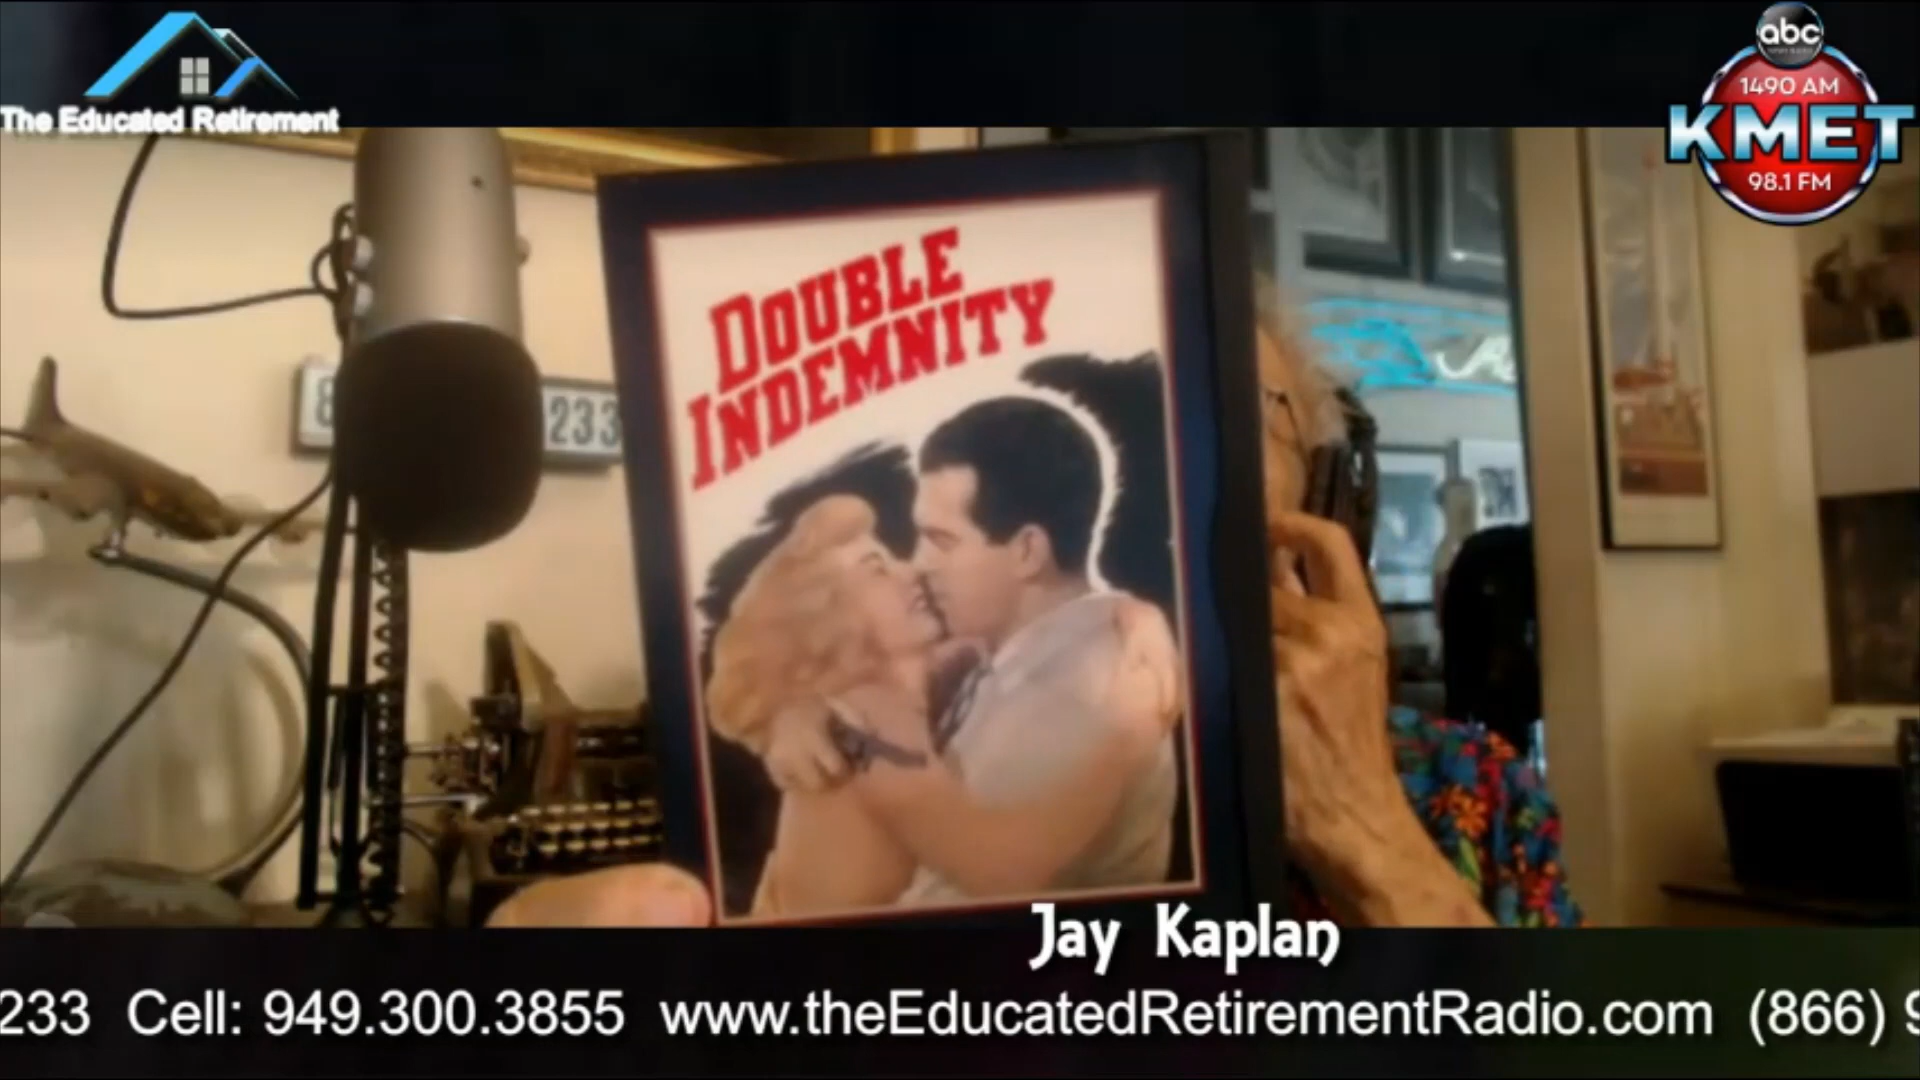 abc
1490 AM
KMET
98.1 FM
The Educated Retirement
DOUBLE
INDEMNITY
8
233
Jay Kaplan
233 Cell: 949.300.3855 www.theEducatedRetirementRadio.com (866) 9